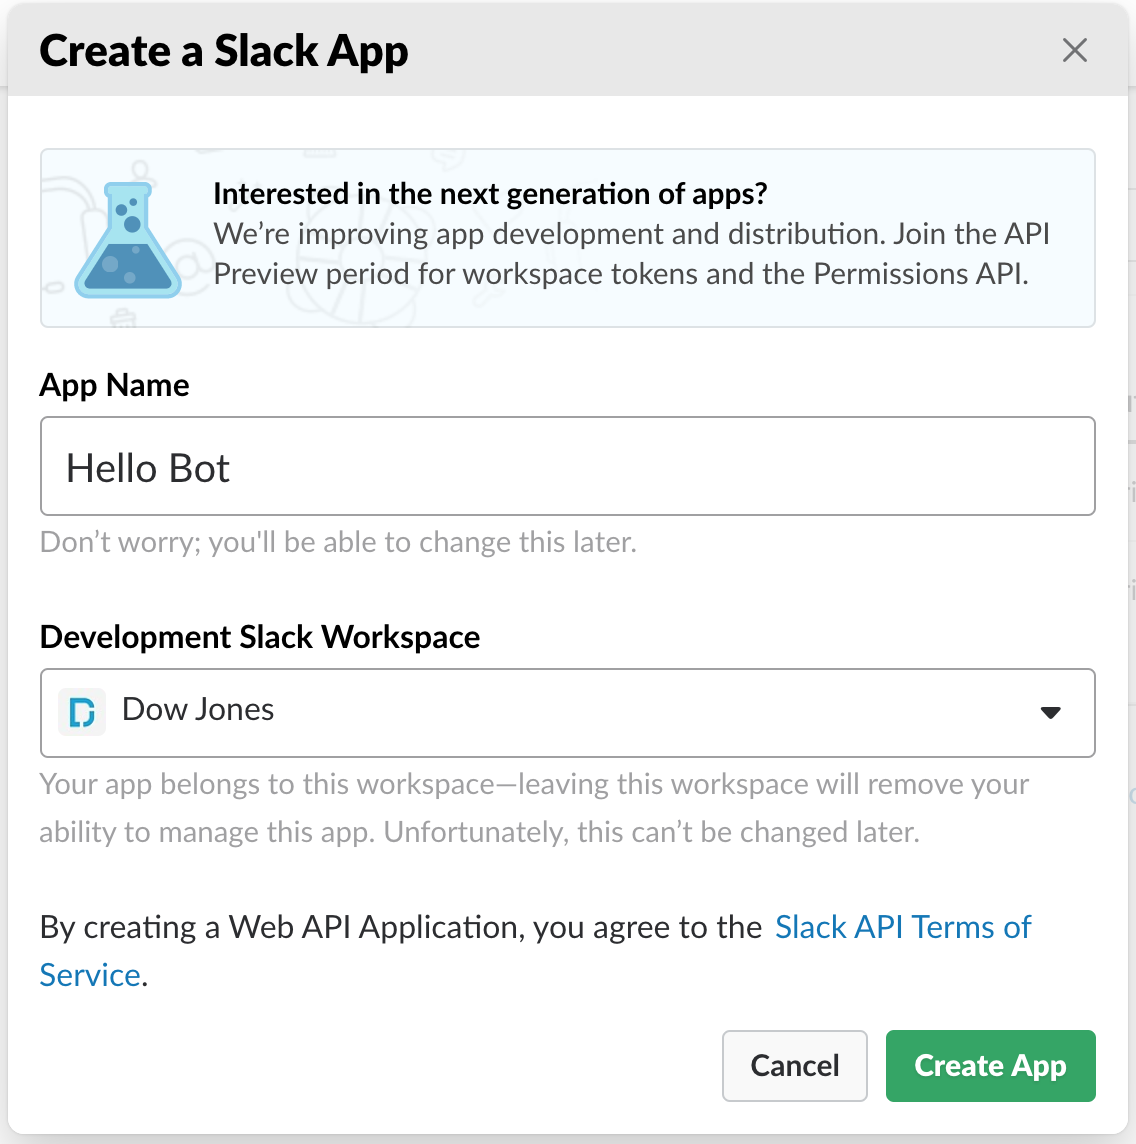 Create a Slack App
Interested in the next generation of apps?
We’re improving app development and distribution. Join the API
Preview period for workspace tokens and the Permissions API.
App Name
Hello Bot
Don’t worry; you'll be able to change this later.
Development Slack Workspace
Dow Jones
Your app belongs to this workspace—leaving this workspace will remove your
ability to manage this app. Unfortunately, this can’t be changed later.
By creating a Web API Application, you agree to the Slack API Terms of
Service.
Cancel
Create App